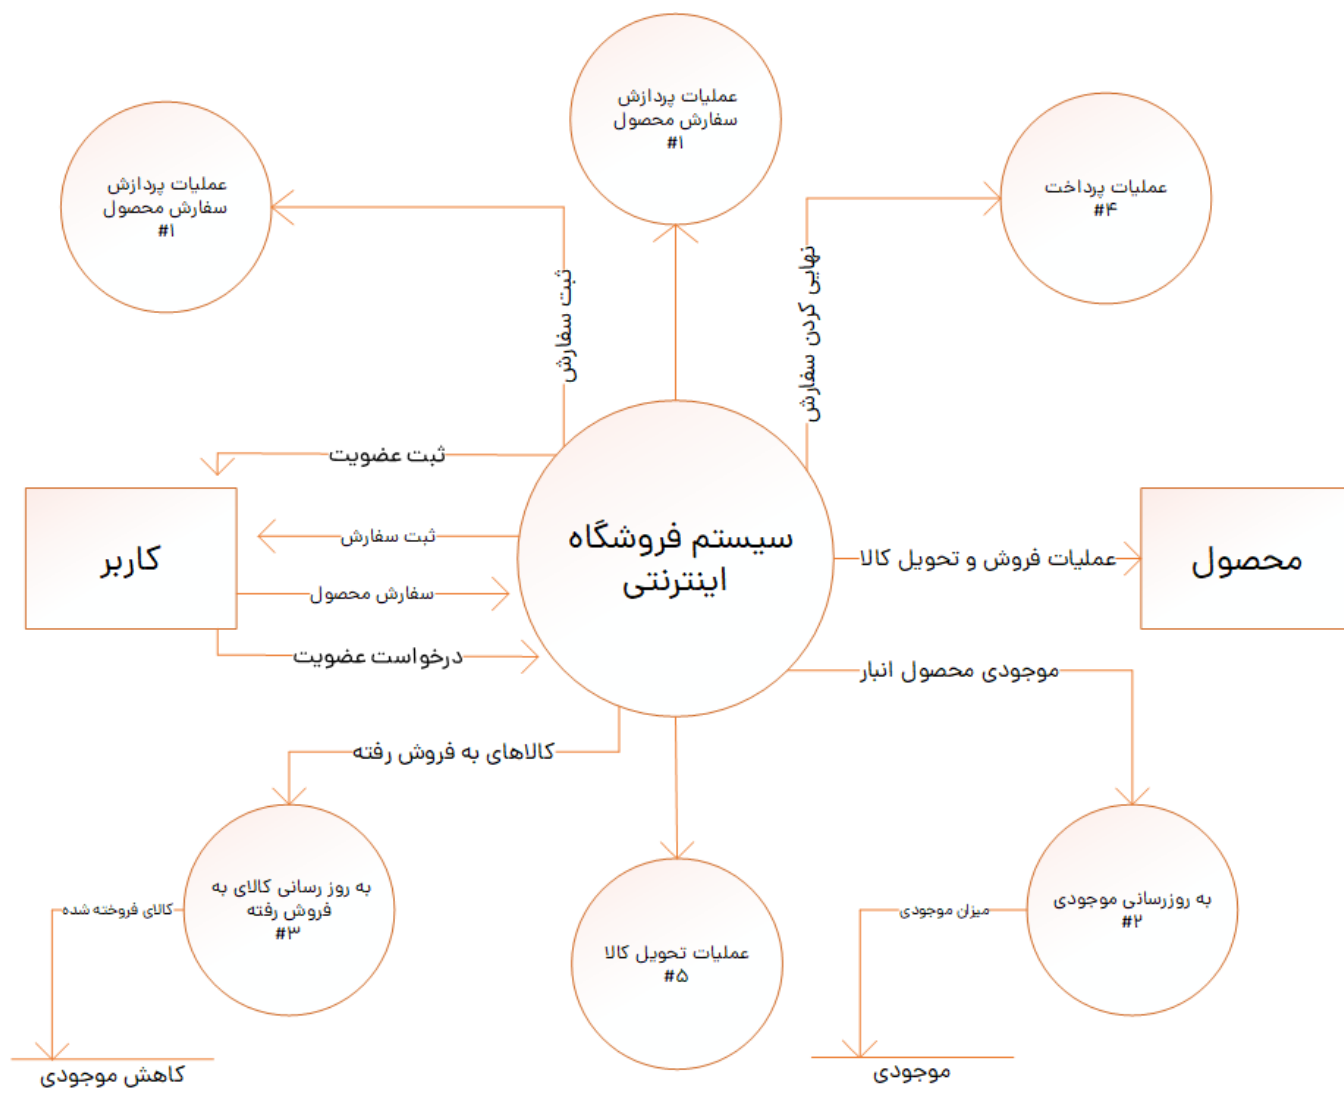 عملیات پردازش
سفارش محصول
#۱
عملیات پرداخت
#۴
عملیات پردازش
سفارش محصول
#۱
نهایی کردن سفارش
ثبت سفارش
ثبت عضویت
ثبت سفارش
سفارش محصول
درخواست عضویت
کاربر
سیستم فروشگاه
اینترنتی
عملیات فروش و تحویل کالا
محصول
موجودی محصول انبار
کالاهای به فروش رفته
به روز رسانی کالای به
فروش رفته
#۳
کالای فروخته شده
کاهش موجودی
عملیات تحویل کالا
#۵
به روزرسانی موجودی
#۲
میزان موجودی
موجودی